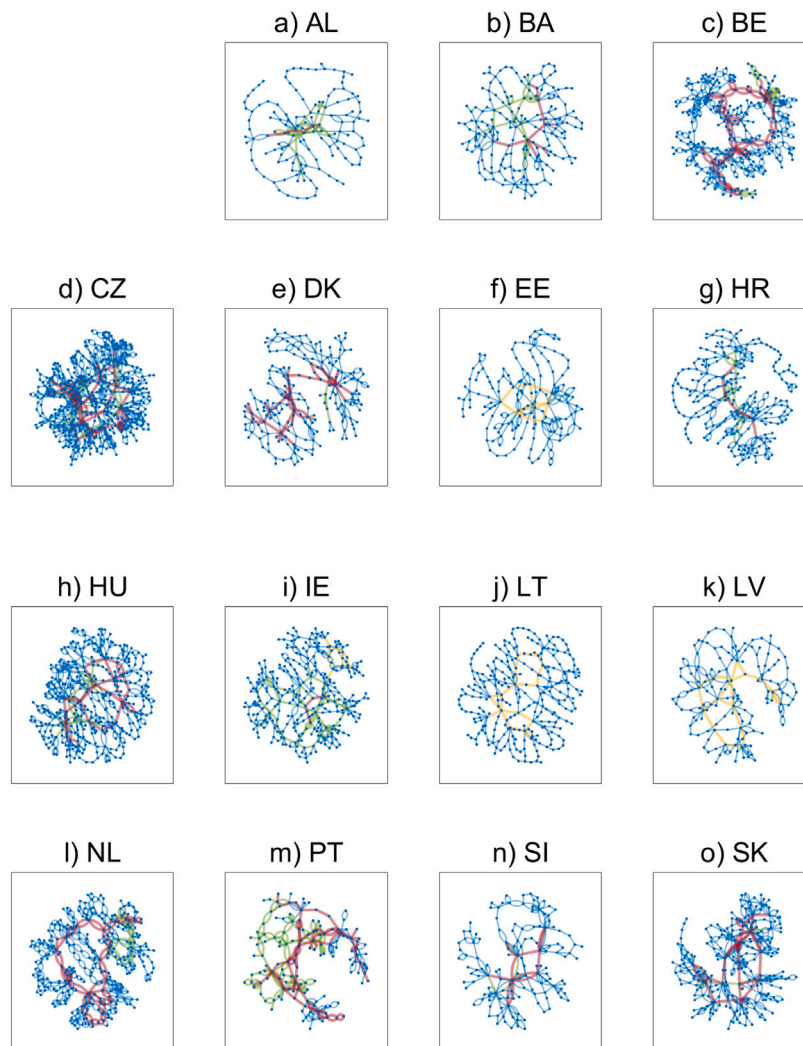 a) AL
b) BA
c) BE
d) CZ
e) DK
f) EE
g) HR
h) HU
i) IE
j) LT
k) LV
l) NL
m) PT
n) SI
o) SK